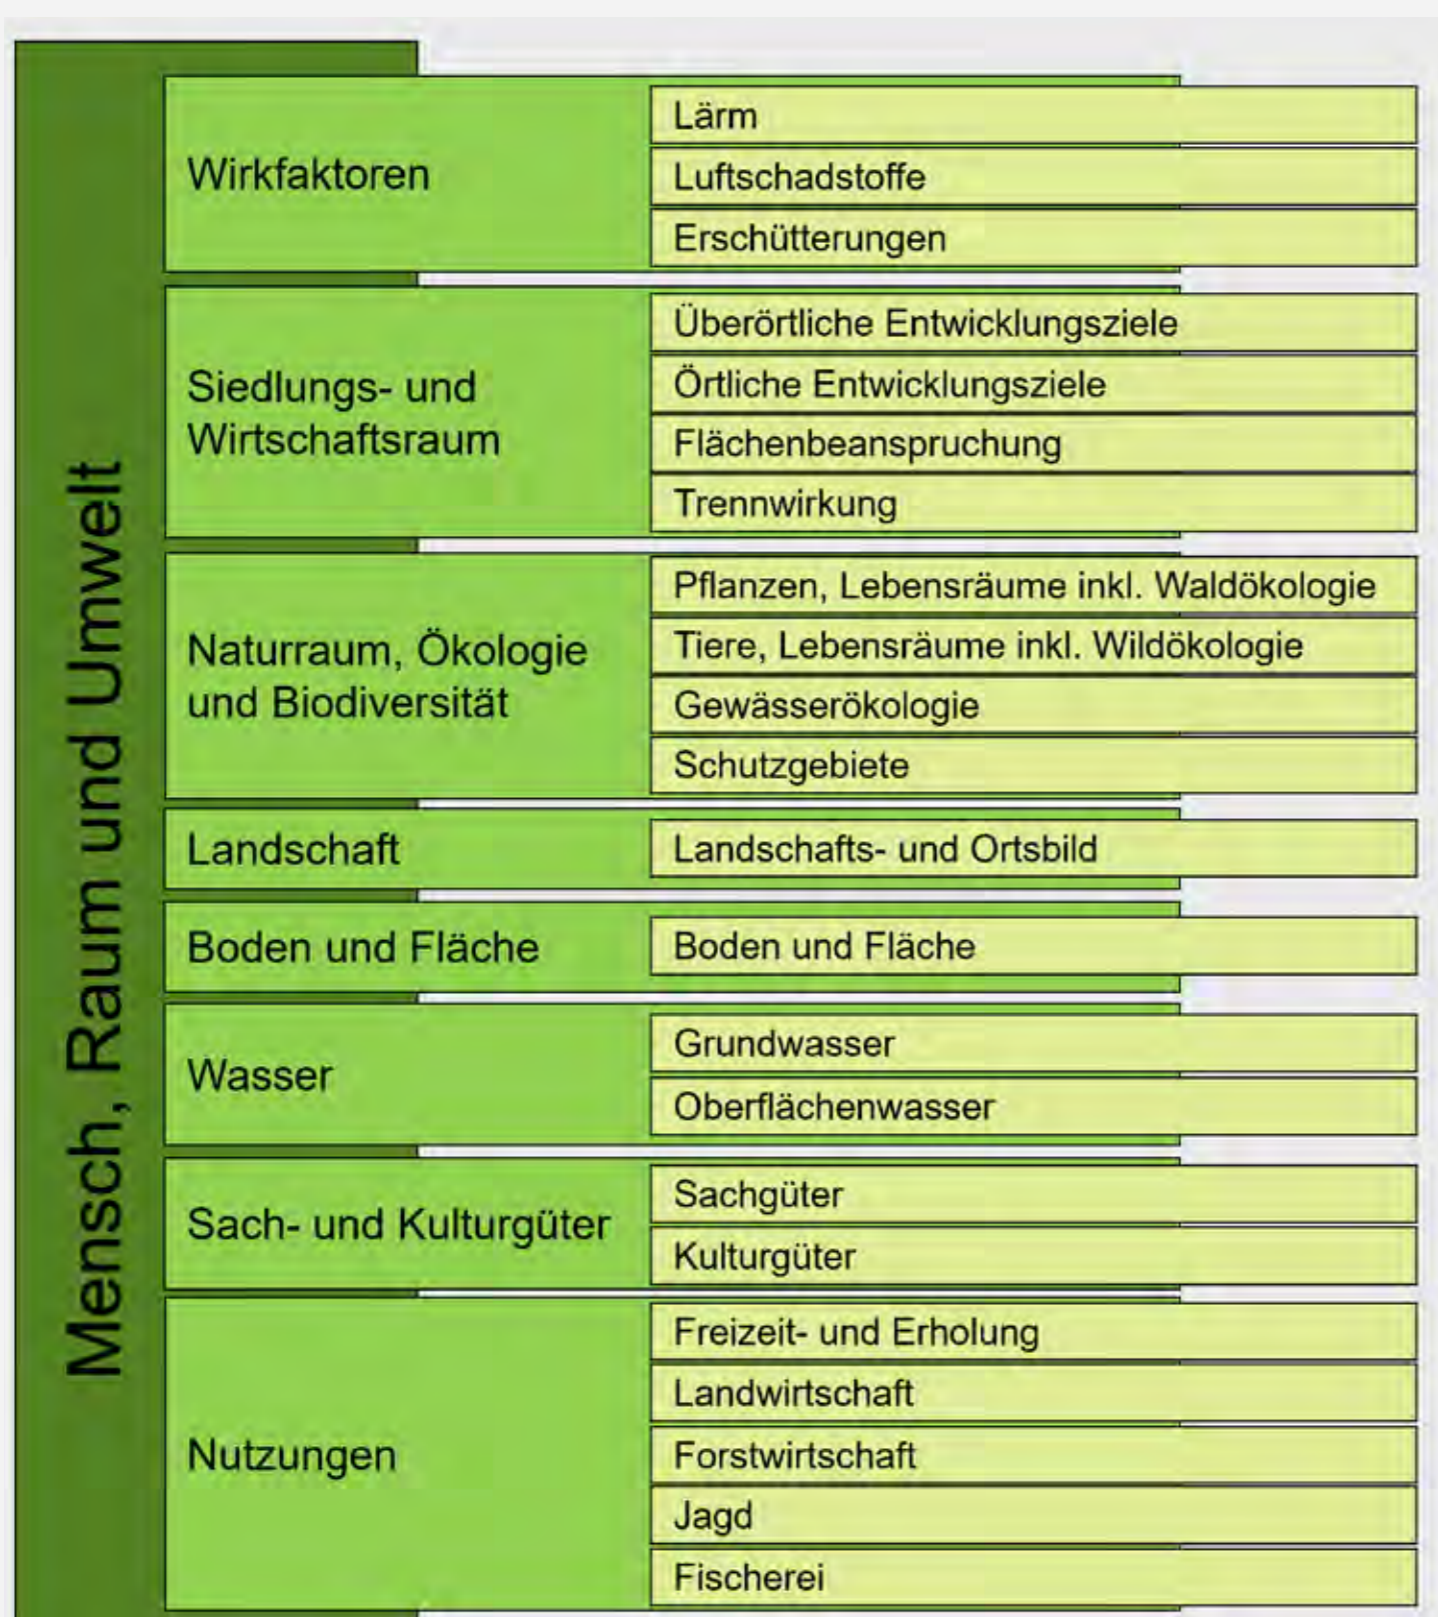 Mensch, Raum und Umwelt
Wirkfaktoren
Lärm
Luftschadstoffe
Erschütterungen
Siedlungs- und
Wirtschaftsraum
Überörtliche Entwicklungsziele
Örtliche Entwicklungsziele
Flächenbeanspruchung
Trennwirkung
Naturraum, Ökologie
und Biodiversität
Pflanzen, Lebensräume inkl. Waldökologie
Tiere, Lebensräume inkl. Wildökologie
Gewässerökologie
Schutzgebiete
Landschaft
Landschafts- und Ortsbild
Boden und Fläche
Boden und Fläche
Wasser
Grundwasser
Oberflächenwasser
Sach- und Kulturgüter
Sachgüter
Kulturgüter
Nutzungen
Freizeit- und Erholung
Landwirtschaft
Forstwirtschaft
Jagd
Fischerei